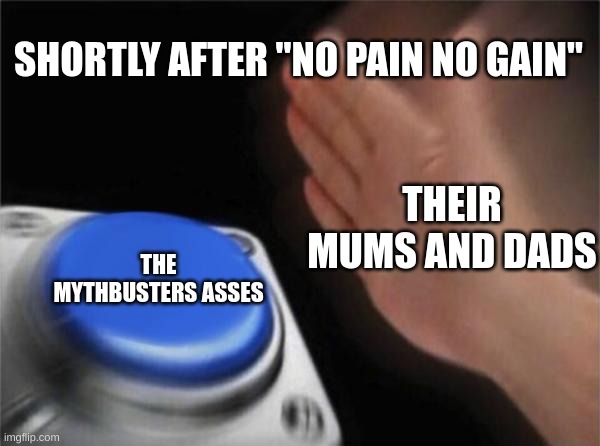 SHORTLY AFTER "NO PAIN NO GAIN"
THEIR
MUMS AND DADS
THE
MYTHBUSTERS ASSES
imgflip.com